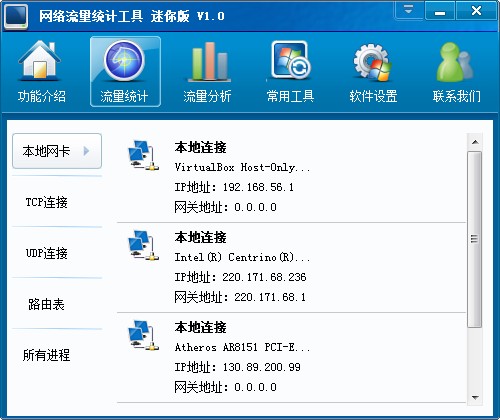 网络流量统计工具 迷你版 V1.0
功能介绍 流量统计 流量分析 常用工具 软件设置 联系我们
本地网卡
TCP连接
UDP连接
路由表
所有进程
本地连接
VirtualBox Host-Only...
IP地址: 192.168.56.1
网关地址: 0.0.0.0
本地连接
Intel(R) Centrino(R)...
IP地址: 220.171.68.236
网关地址: 220.171.68.1
本地连接
Atheros AR8151 PCI-E...
IP地址: 130.89.200.99
网关地址: 0.0.0.0